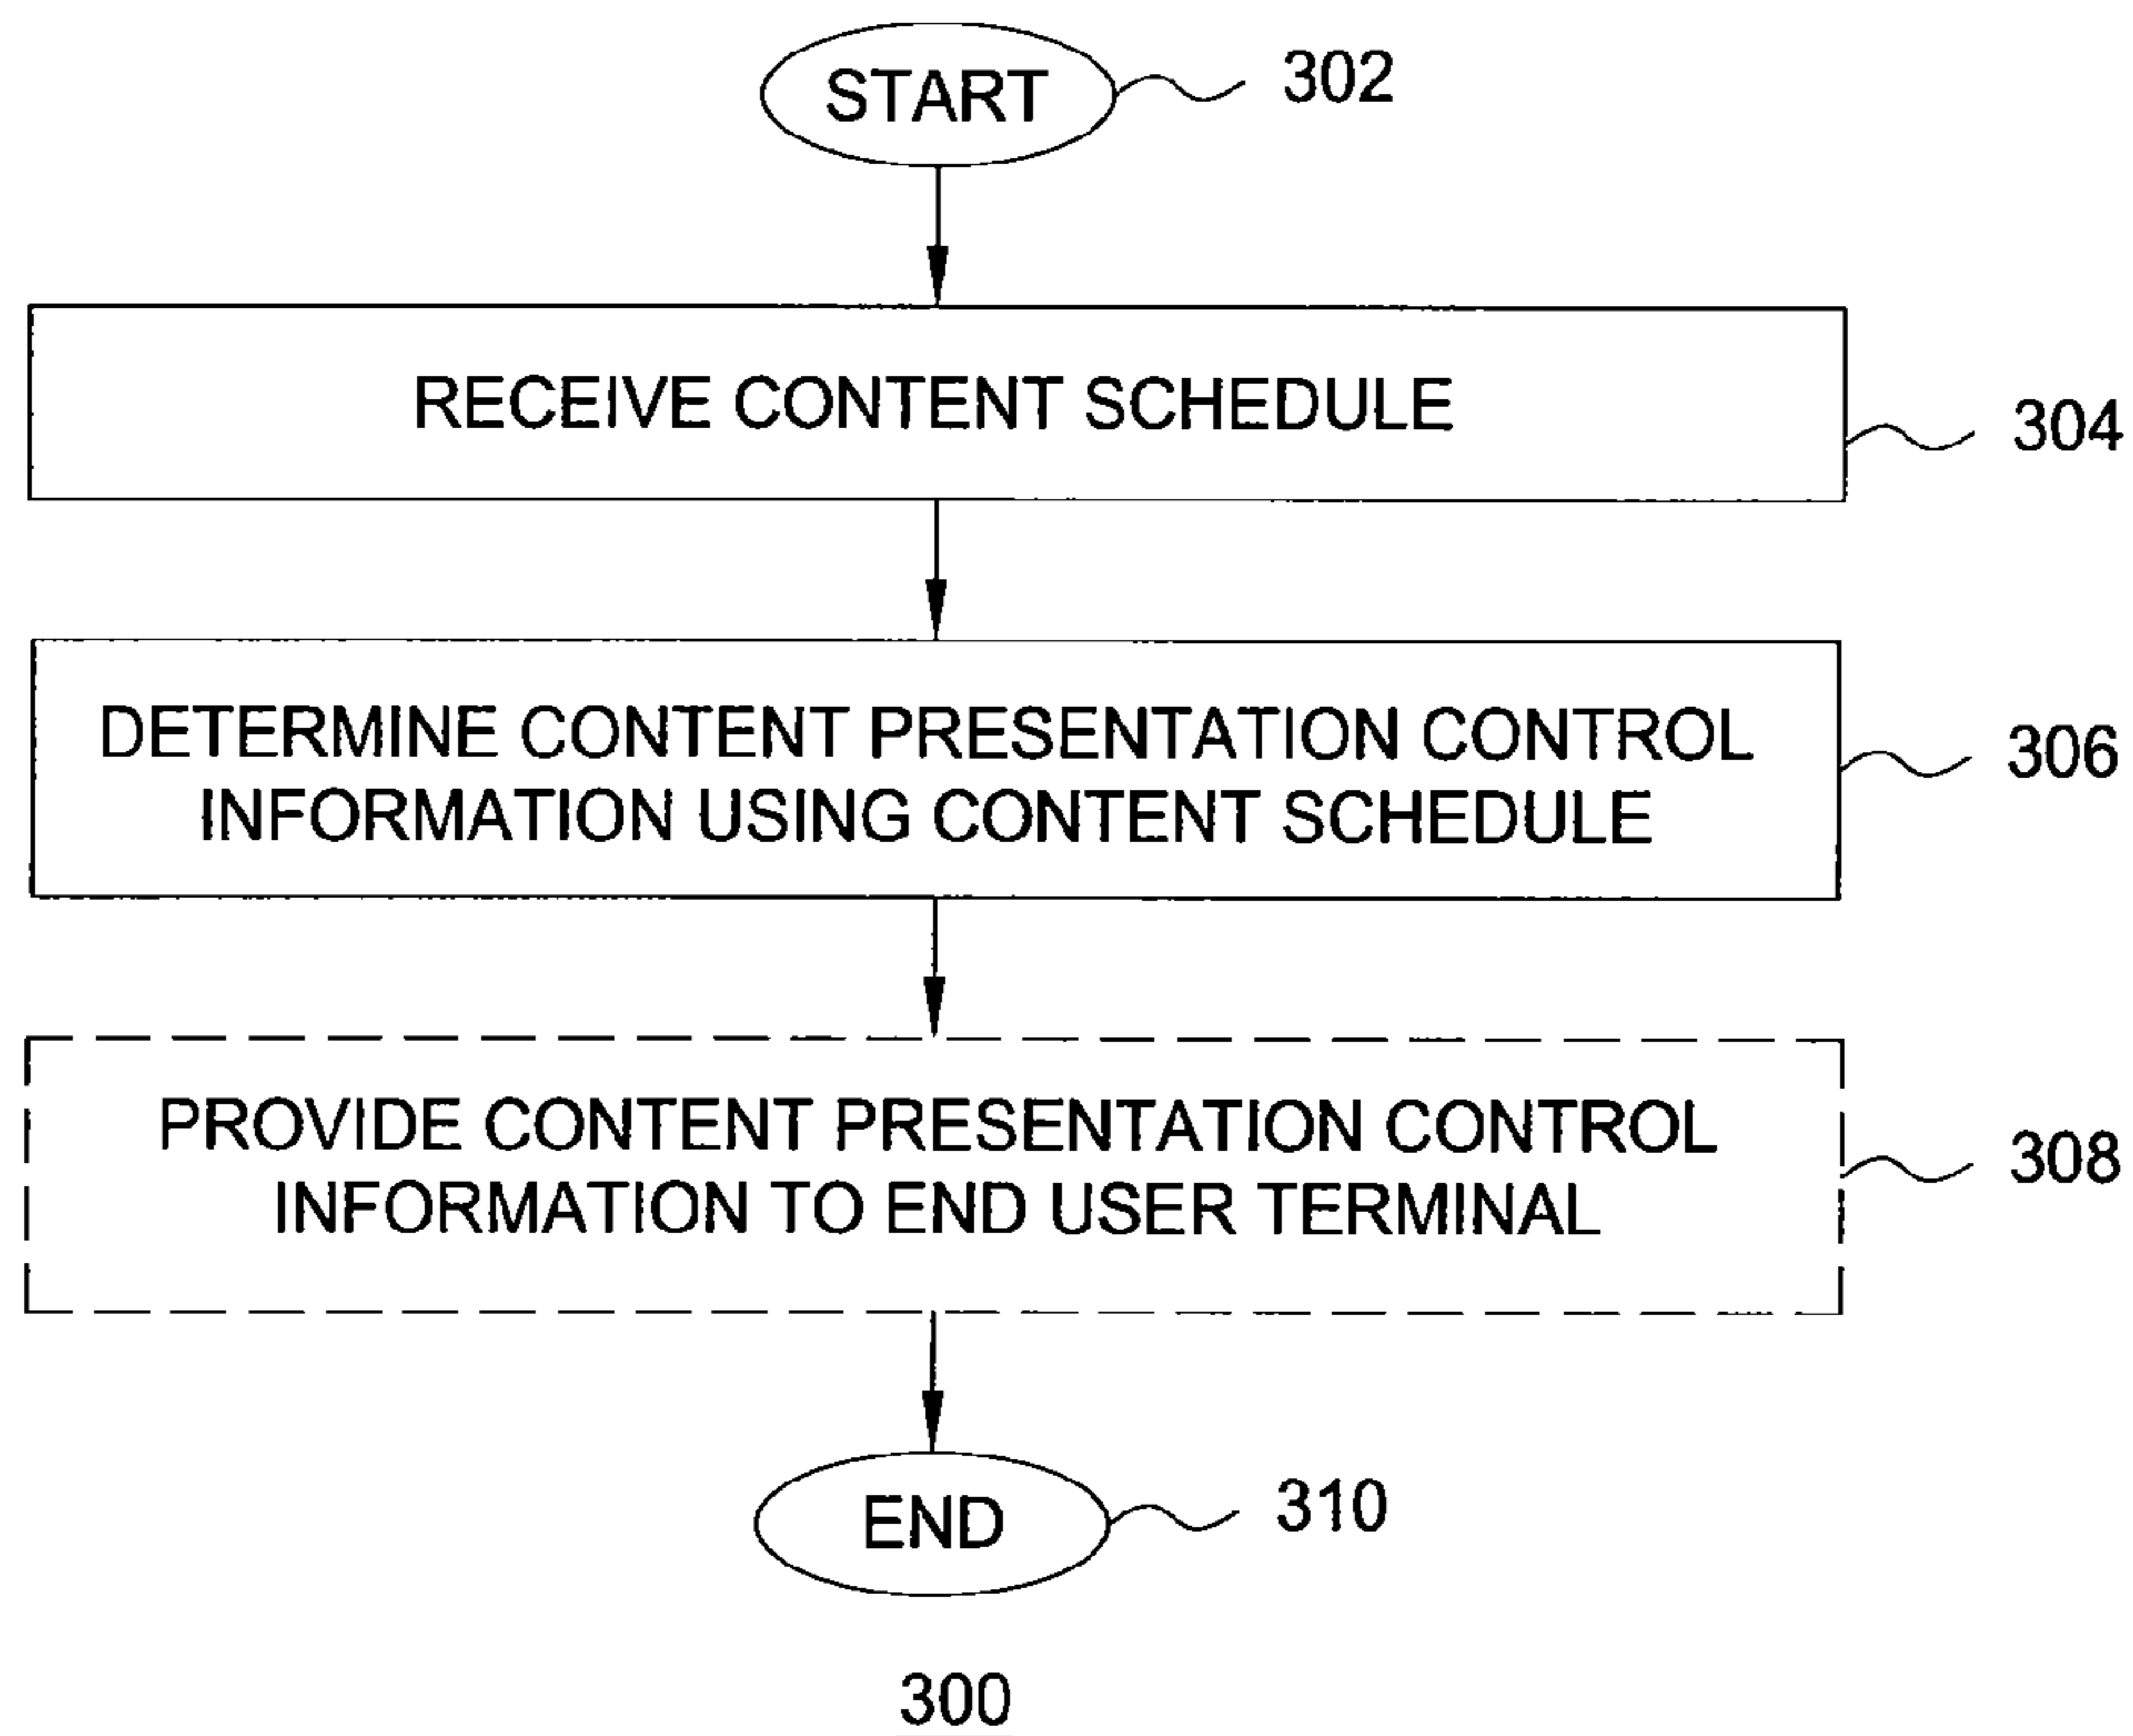 START
302
RECEIVE CONTENT SCHEDULE
304
DETERMINE CONTENT PRESENTATION CONTROL
INFORMATION USING CONTENT SCHEDULE
306
PROVIDE CONTENT PRESENTATION CONTROL
INFORMATION TO END USER TERMINAL
308
END
310
300